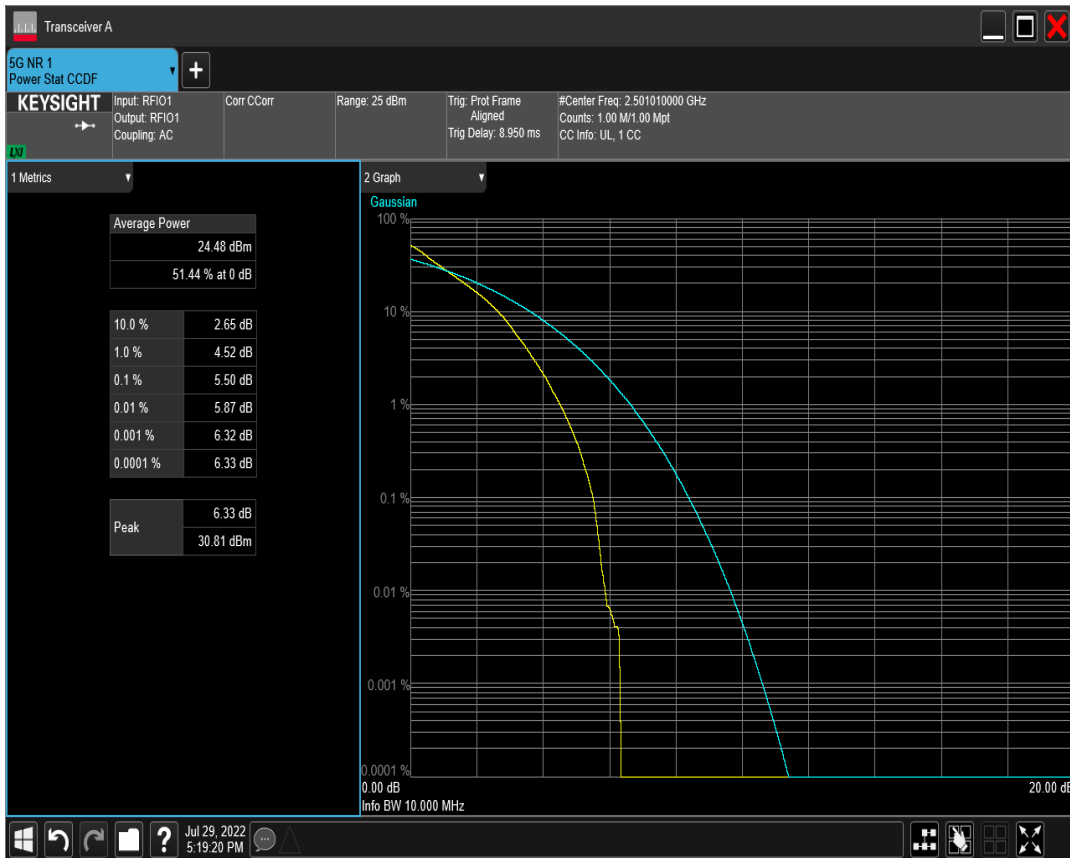 Transceiver A
5G NR 1
Power Stat CCDF
KEYSIGHT
LXI
Input: RFIO1
Output: RFIO1
Coupling: AC
Corr CCorr
Range: 25 dBm
Trig: Prot Frame
Aligned
Trig Delay: 8.950 ms
#Center Freq: 2.501010000 GHz
Counts: 1.00 M/1.00 Mpt
CC Info: UL, 1 CC
1 Metrics
Average Power
24.48 dBm
51.44 % at 0 dB
10.0 % 2.65 dB
1.0 % 4.52 dB
0.1 % 5.50 dB
0.01 % 5.87 dB
0.001 % 6.32 dB
0.0001 % 6.33 dB
Peak
6.33 dB
30.81 dBm
2 Graph
Gaussian
100 %
10 %
1 %
0.1 %
0.01 %
0.001 %
0.0001 %
0.00 dB 20.00 dB
Info BW 10.000 MHz
Jul 29, 2022
5:19:20 PM